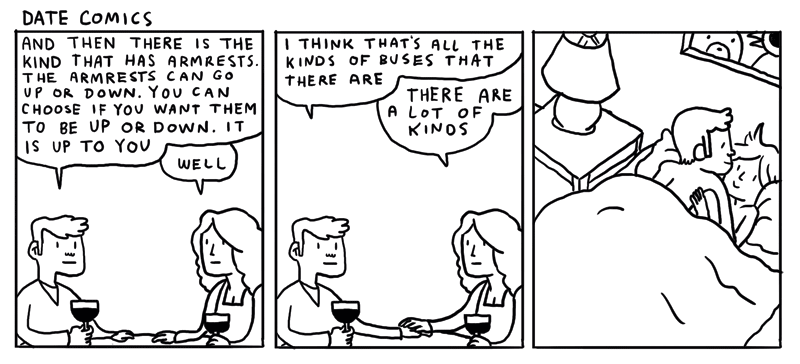 DATE COMICS
AND THEN THERE IS THE
KIND THAT HAS ARMRESTS.
THE ARMRESTS CAN GO
UP OR DOWN. YOU CAN
CHOOSE IF YOU WANT THEM
TO BE UP OR DOWN. IT
IS UP TO YOU
WELL
I THINK THAT'S ALL THE
KINDS OF BUSES THAT
THERE ARE
THERE ARE
A LOT OF
KINDS